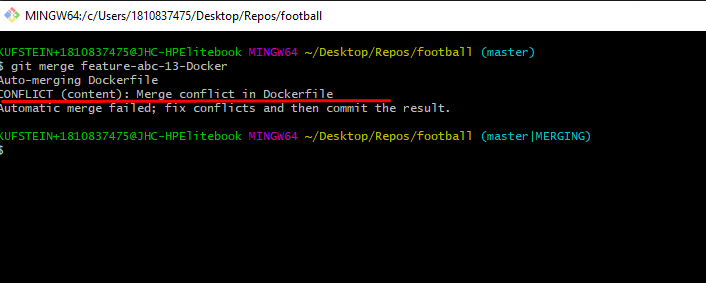 MINGW64:/c/Users/1810837475/Desktop/Repos/football
KUFSTEIN+1810837475@JHC-HPElitebook MINGW64 ~/Desktop/Repos/football (master)
$ git merge feature-abc-13-Docker
Auto-merging Dockerfile
CONFLICT (content): Merge conflict in Dockerfile
Automatic merge failed; fix conflicts and then commit the result.
KUFSTEIN+1810837475@JHC-HPElitebook MINGW64 ~/Desktop/Repos/football (master|MERGING)
$